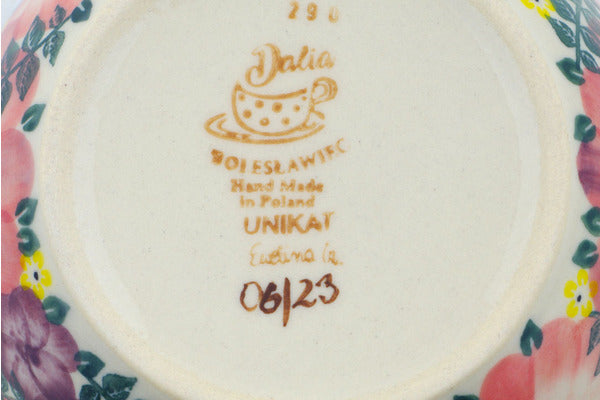 290
Dalia
BOLESŁAWIEC
Hand Made
in Poland
UNIKAT
06/23